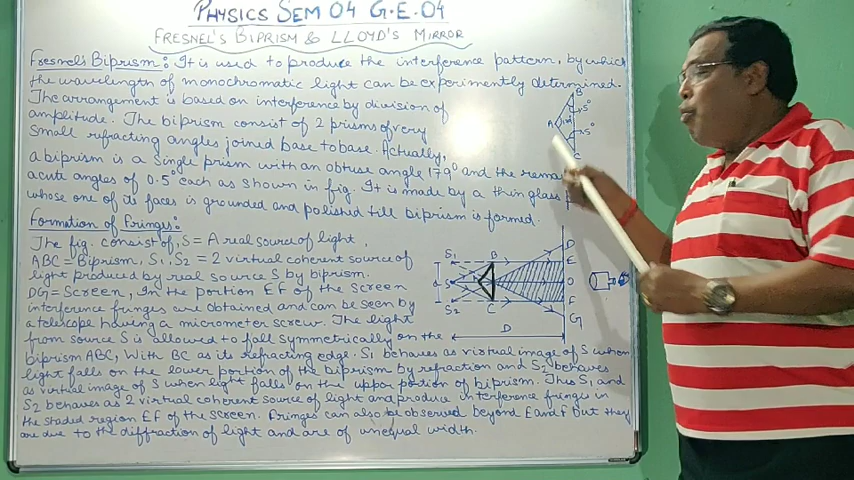 PHYSICS SEM 04 G.E.04
FRESNEL'S BIPRISM & LLOYD'S MIRROR
Fresnel's Biprism: It is used to produce the interference pattern, by which
the wavelength of monochromatic light can be experimently determined.
The arrangement is based on interference by division of
amplitude. The biprism consist of 2 prisms of very
small refracting angles joined base to base. Actually,
a biprism is a single prism with an obtuse angle 179° and the
acute angles of 0.5° each as shown in fig. It is made by a thin glass
whose one of its faces is grounded and polished till biprism is formed.
B
A
C
Formation of Fringes:
The fig. consist of, S = A real source of light,
ABC = Biprism, S1, S2 = 2 virtual coherent source of
light produced by real source S by biprism.
DG = Screen, In the portion EF of the screen
interference fringes are obtained and can be seen by
a telescope having a micrometer screw. The light
from source S is allowed to fall symmetrically on the
biprism ABC, With BC as its refracting edge. S1 behaves as virtual image of S when
light falls on the lower portion of the biprism by refraction and S2 behaves
as virtual image of S when light falls on the upper portion of biprism. Thus S1 and
S2 behaves as 2 virtual coherent source of light and produce interference fringes in
the shaded region EF of the screen. Fringes can also be observed beyond E and F but they
are due to the diffraction of light and are of unequal width.
D
S1 B E
d S O
S2 C F
G
D